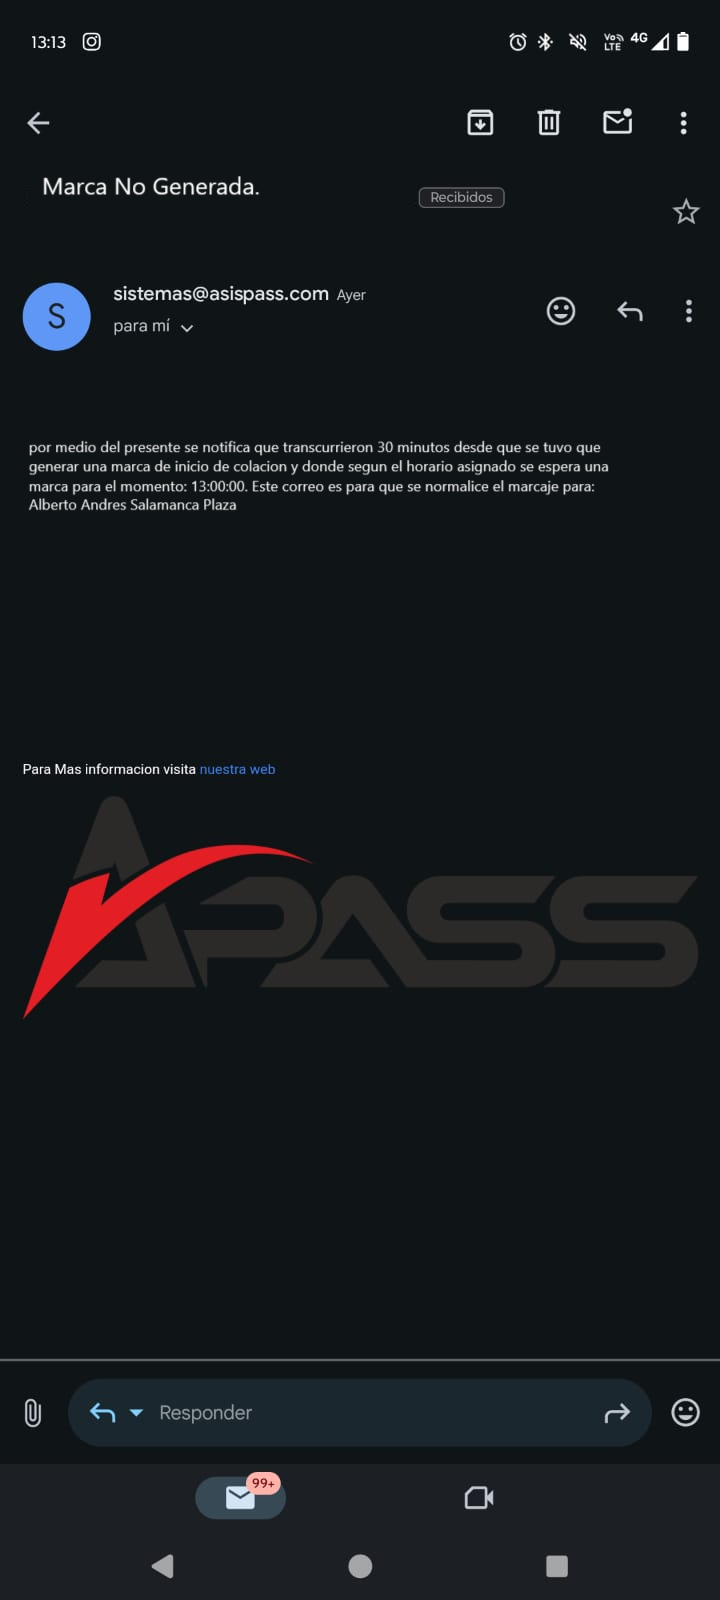 13:13
Vo LTE 4G
Marca No Generada.
Recibidos
S
sistemas@asispass.com Ayer
para mí
por medio del presente se notifica que transcurrieron 30 minutos desde que se tuvo que
generar una marca de inicio de colacion y donde segun el horario asignado se espera una
marca para el momento: 13:00:00. Este correo es para que se normalice el marcaje para:
Alberto Andres Salamanca Plaza
Para Mas informacion visita nuestra web
APASS
Responder
99+